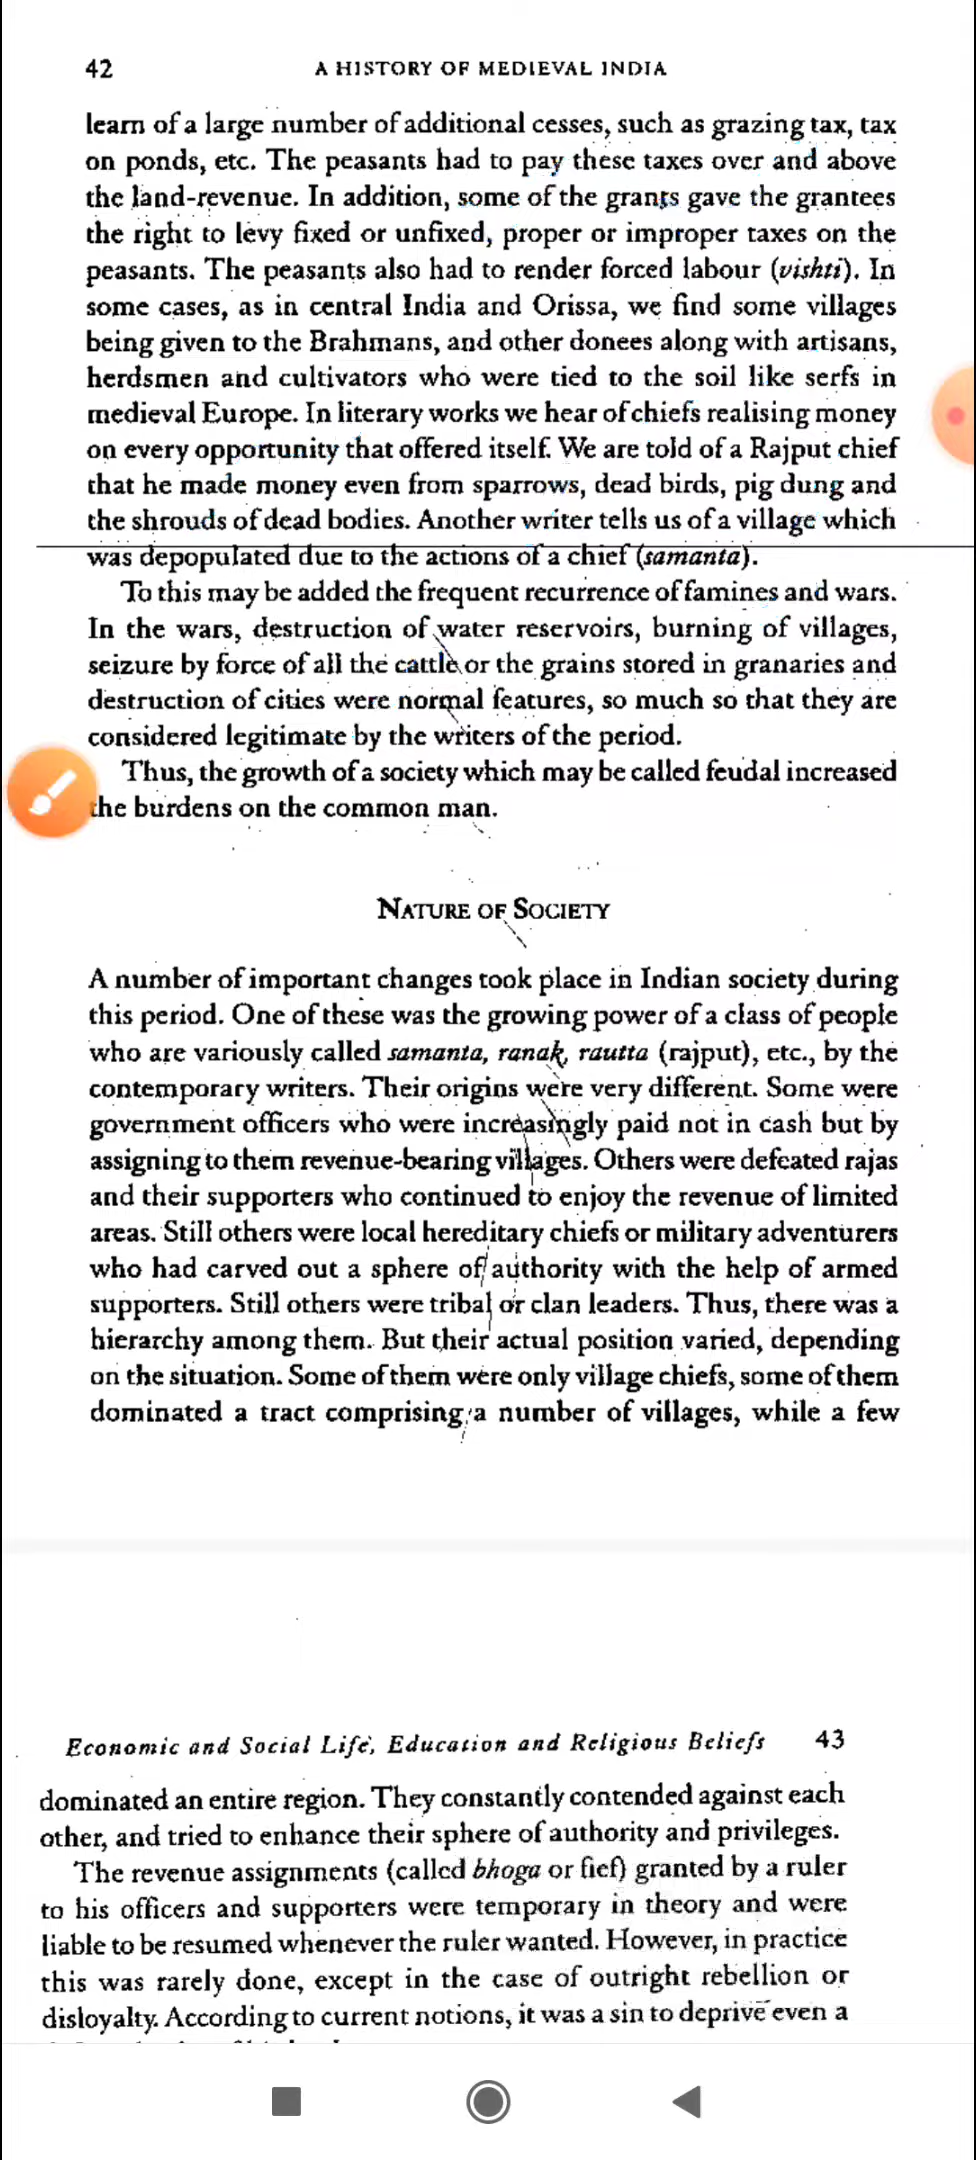 42 A HISTORY OF MEDIEVAL INDIA
learn of a large number of additional cesses, such as grazing tax, tax
on ponds, etc. The peasants had to pay these taxes over and above
the land-revenue. In addition, some of the grants gave the grantees
the right to levy fixed or unfixed, proper or improper taxes on the
peasants. The peasants also had to render forced labour (vishti). In
some cases, as in central India and Orissa, we find some villages
being given to the Brahmans, and other donees along with artisans,
herdsmen and cultivators who were tied to the soil like serfs in
medieval Europe. In literary works we hear of chiefs realising money
on every opportunity that offered itself. We are told of a Rajput chief
that he made money even from sparrows, dead birds, pig dung and
the shrouds of dead bodies. Another writer tells us of a village which
was depopulated due to the actions of a chief (samanta).
To this may be added the frequent recurrence of famines and wars.
In the wars, destruction of water reservoirs, burning of villages,
seizure by force of all the cattle or the grains stored in granaries and
destruction of cities were normal features, so much so that they are
considered legitimate by the writers of the period.
Thus, the growth of a society which may be called feudal increased
the burdens on the common man.
NATURE OF SOCIETY
A number of important changes took place in Indian society during
this period. One of these was the growing power of a class of people
who are variously called samanta, ranak, rautta (rajput), etc., by the
contemporary writers. Their origins were very different. Some were
government officers who were increasingly paid not in cash but by
assigning to them revenue-bearing villages. Others were defeated rajas
and their supporters who continued to enjoy the revenue of limited
areas. Still others were local hereditary chiefs or military adventurers
who had carved out a sphere of authority with the help of armed
supporters. Still others were tribal or clan leaders. Thus, there was a
hierarchy among them. But their actual position varied, depending
on the situation. Some of them were only village chiefs, some of them
dominated a tract comprising a number of villages, while a few
Economic and Social Life, Education and Religious Beliefs 43
dominated an entire region. They constantly contended against each
other, and tried to enhance their sphere of authority and privileges.
The revenue assignments (called bhoga or fief) granted by a ruler
to his officers and supporters were temporary in theory and were
liable to be resumed whenever the ruler wanted. However, in practice
this was rarely done, except in the case of outright rebellion or
disloyalty. According to current notions, it was a sin to deprive even a